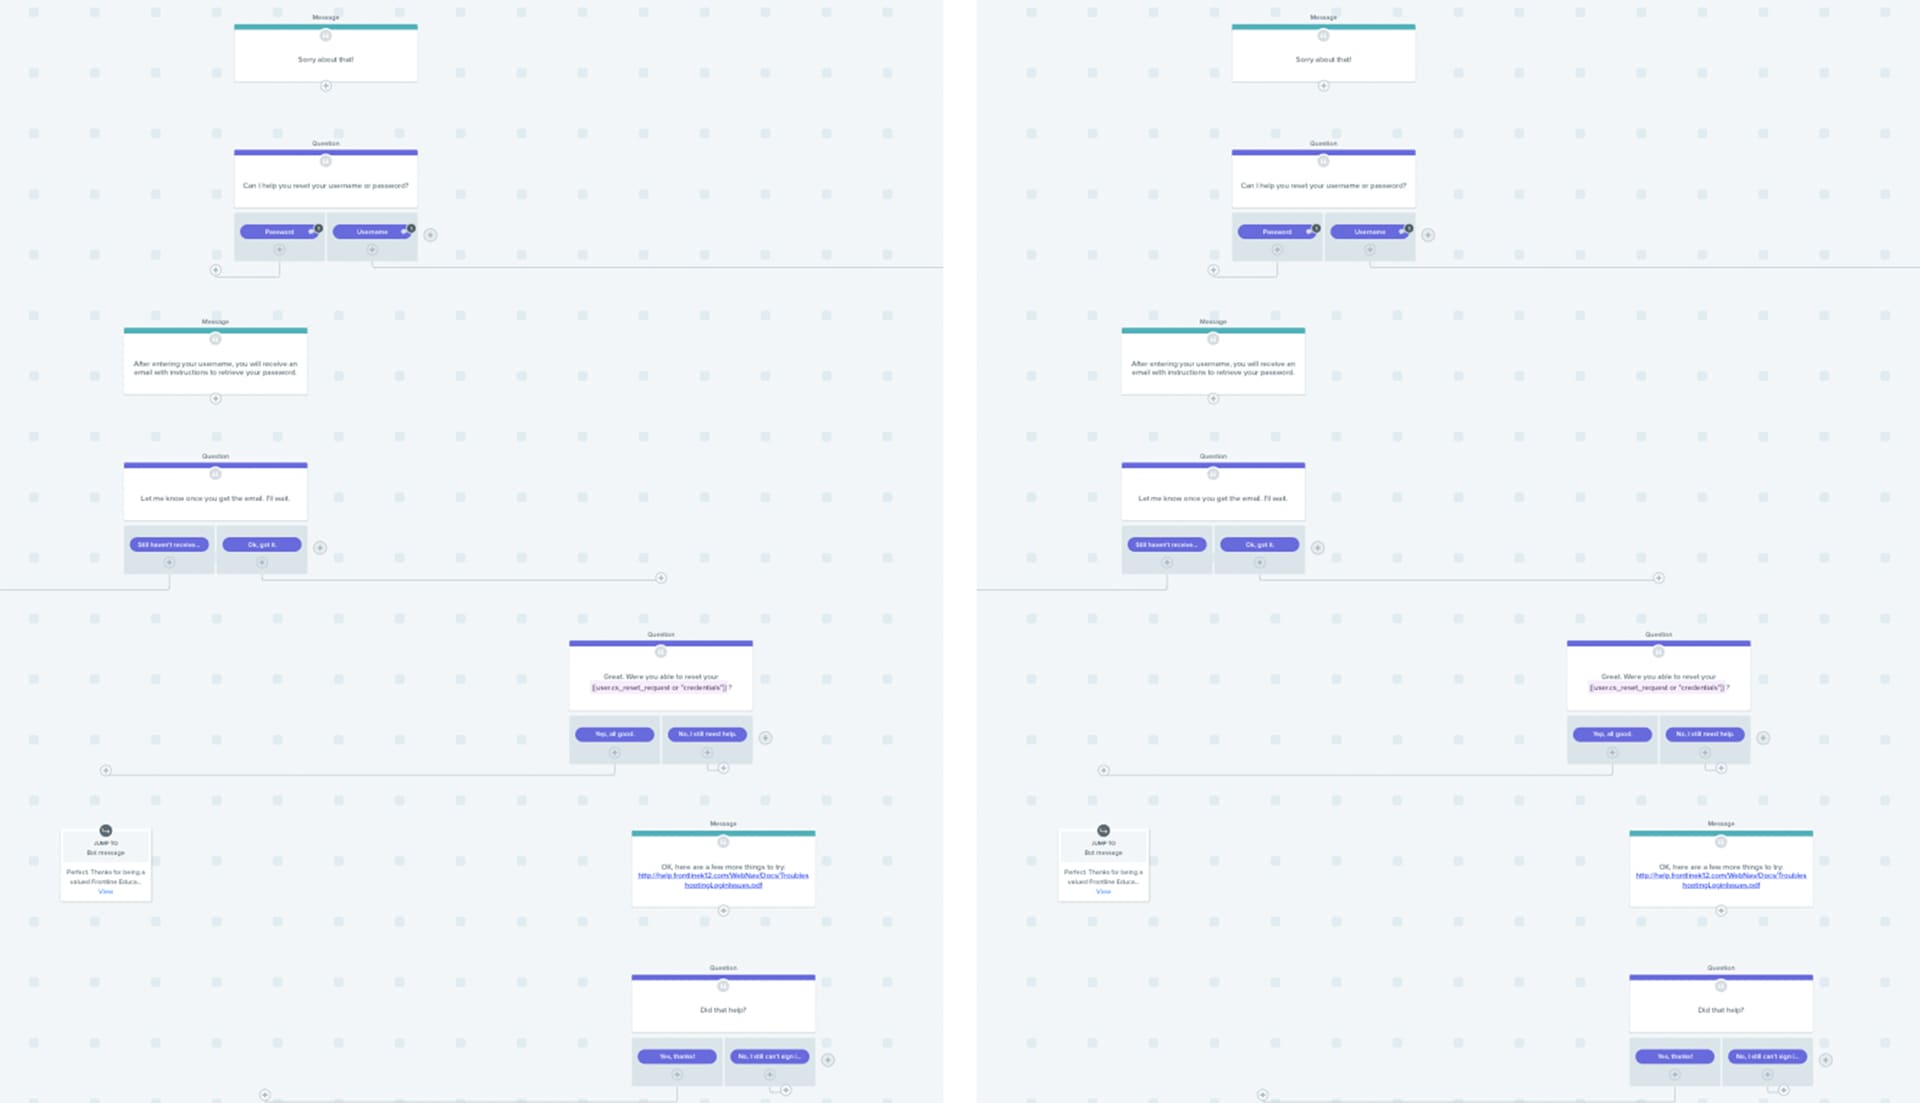 Message
Sorry about that!
Question
Can I help you reset your username or password?
Password
Username
Message
After entering your username, you will receive an
email with instructions to retrieve your password.
Question
Let me know once you get the email. I'll wait.
Still haven't receive...
Ok, got it.
Question
Great. Were you able to reset your
{{user.cs_reset_request or "credentials"}} ?
Yep, all good.
No, I still need help.
JUMP TO
Bot message
Perfect. Thanks for being a
valued Frontline Educa...
View
Message
OK, here are a few more things to try:
http://help.frontlinek12.com/WebNav/Docs/Troubles
hootingLoginIssues.pdf
Question
Did that help?
Yes, thanks!
No, I still can't sign i...
Message
Sorry about that!
Question
Can I help you reset your username or password?
Password
Username
Message
After entering your username, you will receive an
email with instructions to retrieve your password.
Question
Let me know once you get the email. I'll wait.
Still haven't receive...
Ok, got it.
Question
Great. Were you able to reset your
{{user.cs_reset_request or "credentials"}} ?
Yep, all good.
No, I still need help.
JUMP TO
Bot message
Perfect. Thanks for being a
valued Frontline Educa...
View
Message
OK, here are a few more things to try:
http://help.frontlinek12.com/WebNav/Docs/Troubles
hootingLoginIssues.pdf
Question
Did that help?
Yes, thanks!
No, I still can't sign i...